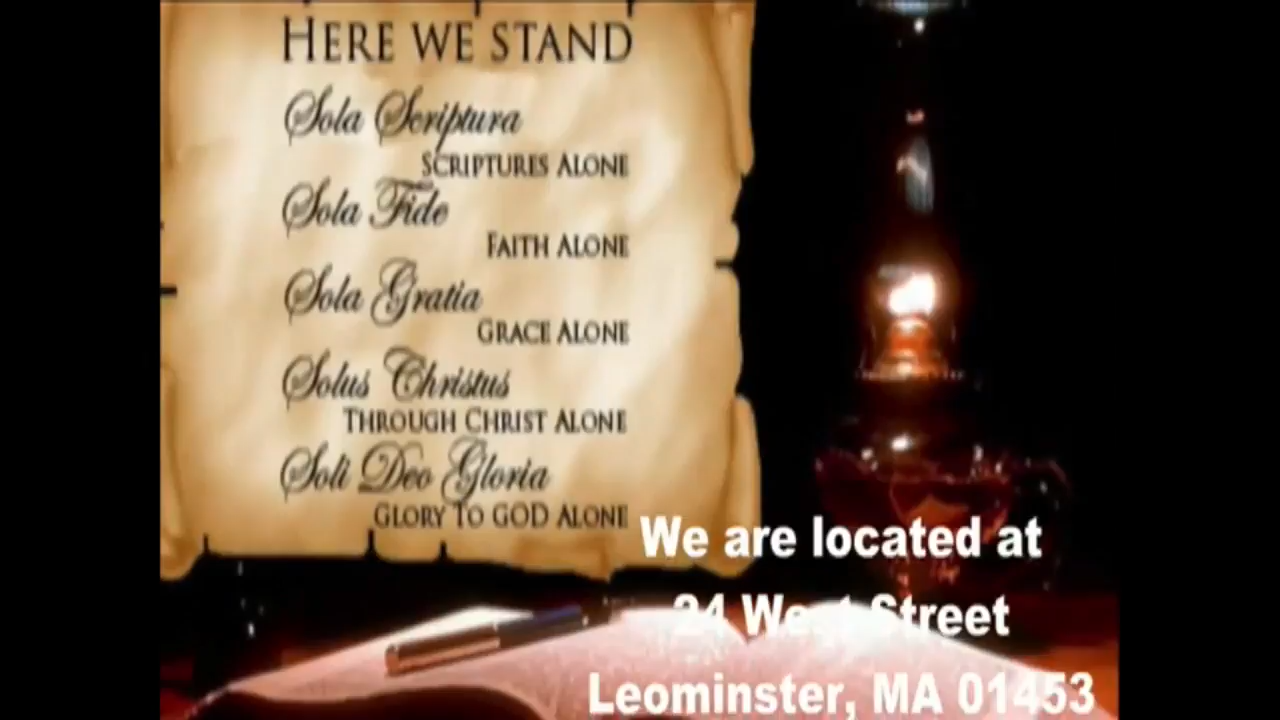 HERE WE STAND
Sola Scriptura
SCRIPTURES ALONE
Sola Fide
FAITH ALONE
Sola Gratia
GRACE ALONE
Solus Christus
THROUGH CHRIST ALONE
Soli Deo Gloria
GLORY TO GOD ALONE
We are located at
24 West Street
Leominster, MA 01453